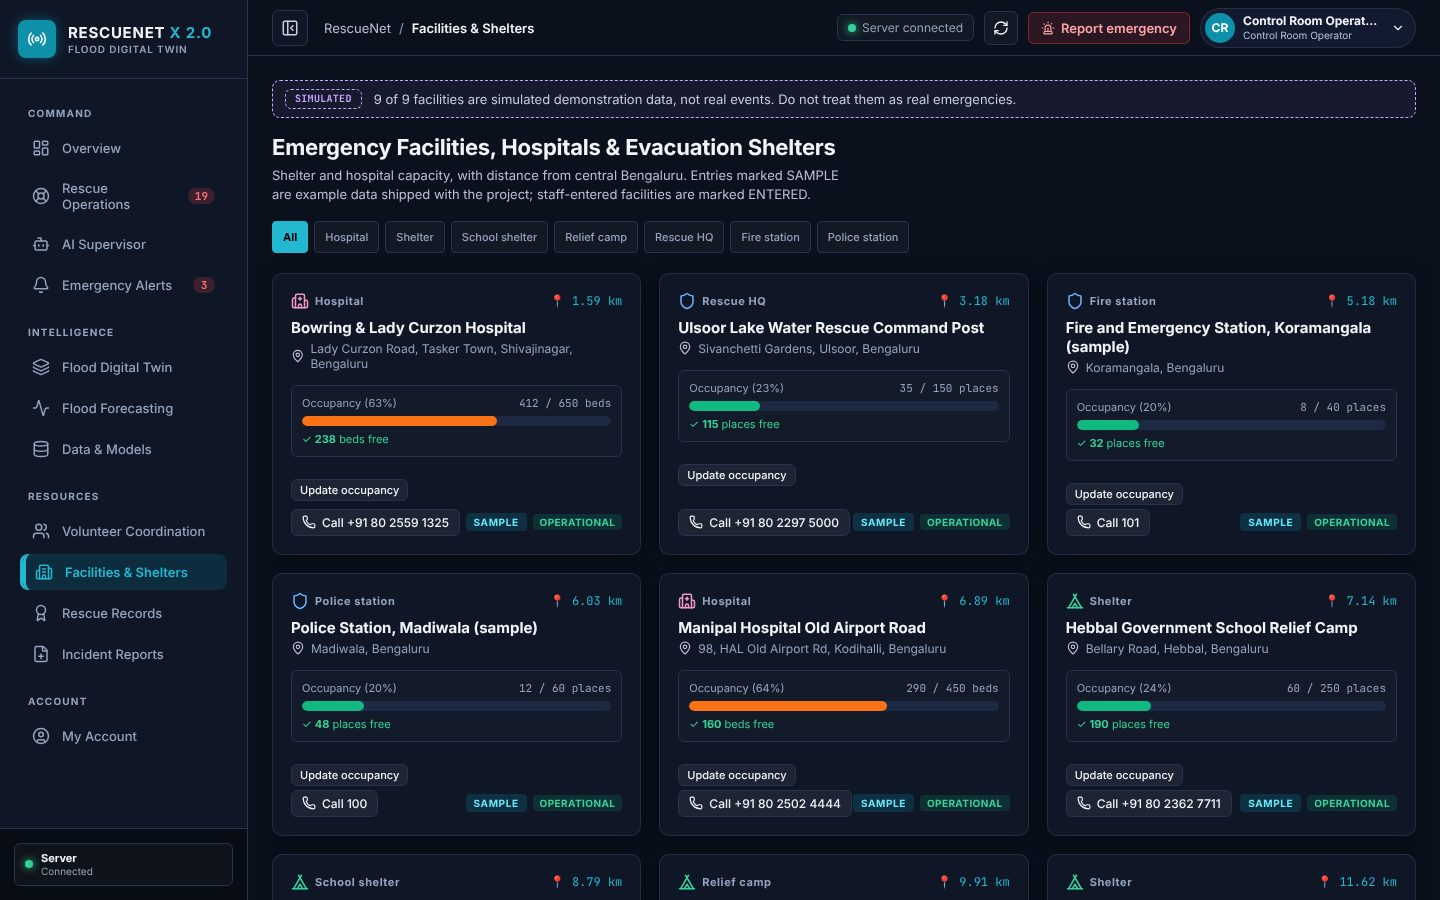 RESCUENET X 2.0
FLOOD DIGITAL TWIN
COMMAND
Overview
Rescue Operations
19
AI Supervisor
Emergency Alerts
3
INTELLIGENCE
Flood Digital Twin
Flood Forecasting
Data & Models
RESOURCES
Volunteer Coordination
Facilities & Shelters
Rescue Records
Incident Reports
ACCOUNT
My Account
Server
Connected
RescueNet / Facilities & Shelters
Server connected
Report emergency
CR
Control Room Operat...
Control Room Operator
SIMULATED
9 of 9 facilities are simulated demonstration data, not real events. Do not treat them as real emergencies.
Emergency Facilities, Hospitals & Evacuation Shelters
Shelter and hospital capacity, with distance from central Bengaluru. Entries marked SAMPLE
are example data shipped with the project; staff-entered facilities are marked ENTERED.
All
Hospital
Shelter
School shelter
Relief camp
Rescue HQ
Fire station
Police station
Hospital
1.59 km
Bowring & Lady Curzon Hospital
Lady Curzon Road, Tasker Town, Shivajinagar,
Bengaluru
Occupancy (63%)
412 / 650 beds
✓ 238 beds free
Update occupancy
Call +91 80 2559 1325
SAMPLE
OPERATIONAL
Rescue HQ
3.18 km
Ulsoor Lake Water Rescue Command Post
Sivanchetti Gardens, Ulsoor, Bengaluru
Occupancy (23%)
35 / 150 places
✓ 115 places free
Update occupancy
Call +91 80 2297 5000
SAMPLE
OPERATIONAL
Fire station
5.18 km
Fire and Emergency Station, Koramangala
(sample)
Koramangala, Bengaluru
Occupancy (20%)
8 / 40 places
✓ 32 places free
Update occupancy
Call 101
SAMPLE
OPERATIONAL
Police station
6.03 km
Police Station, Madiwala (sample)
Madiwala, Bengaluru
Occupancy (20%)
12 / 60 places
✓ 48 places free
Update occupancy
Call 100
SAMPLE
OPERATIONAL
Hospital
6.89 km
Manipal Hospital Old Airport Road
98, HAL Old Airport Rd, Kodihalli, Bengaluru
Occupancy (64%)
290 / 450 beds
✓ 160 beds free
Update occupancy
Call +91 80 2502 4444
SAMPLE
OPERATIONAL
Shelter
7.14 km
Hebbal Government School Relief Camp
Bellary Road, Hebbal, Bengaluru
Occupancy (24%)
60 / 250 places
✓ 190 places free
Update occupancy
Call +91 80 2362 7711
SAMPLE
OPERATIONAL
School shelter
8.79 km
Relief camp
9.91 km
Shelter
11.62 km